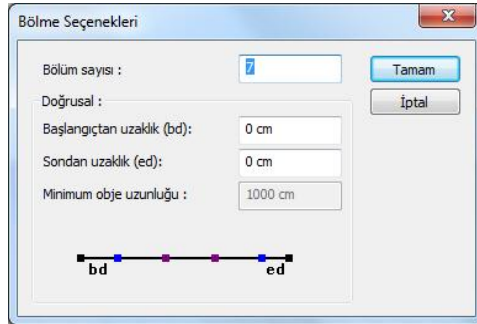 Bölme Seçenekleri
Bölüm sayısı :
7
Tamam
Doğrusal :
İptal
Başlangıçtan uzaklık (bd):
0 cm
Sondan uzaklık (ed):
0 cm
Minimum obje uzunluğu :
1000 cm
bd
ed